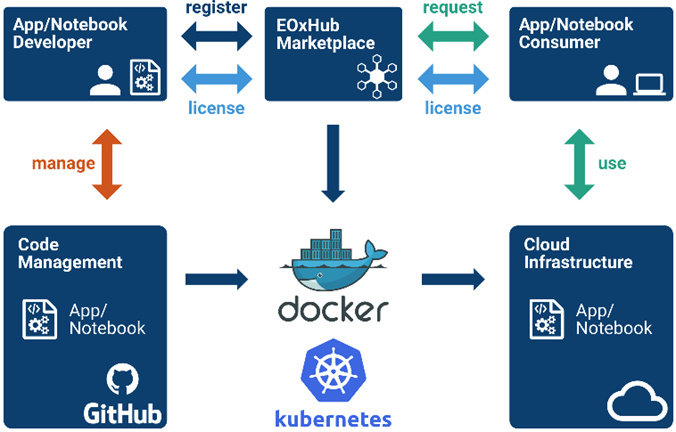 App/Notebook
Developer
register
license
EOxHub
Marketplace
request
license
App/Notebook
Consumer
manage
use
Code
Management
App/
Notebook
GitHub
docker
kubernetes
Cloud
Infrastructure
App/
Notebook